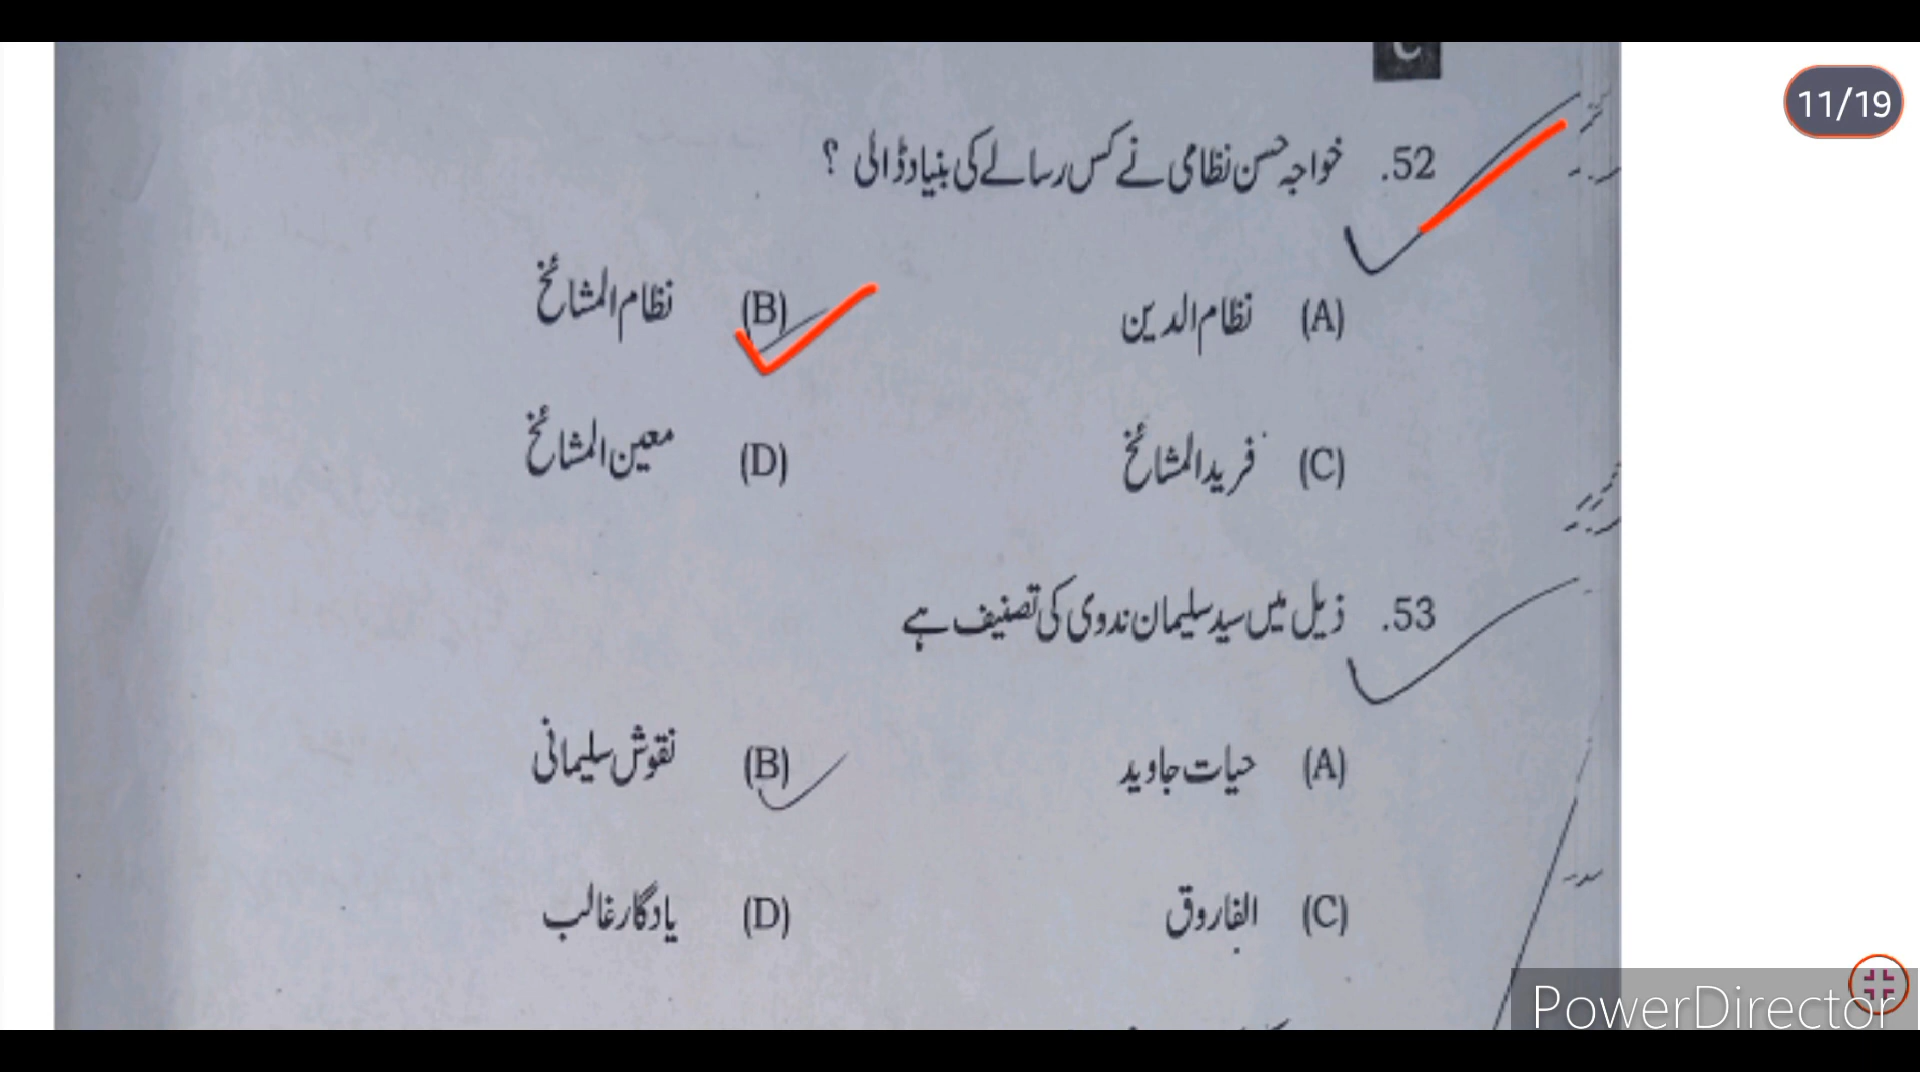 C
11/19
52. خواجہ حسن نظامی نے کس رسالے کی بنیاد ڈالی ؟
(A) نظام الدین (B) نظام المشائخ
(C) فرید المشائخ (D) معین المشائخ
53. ذیل میں سید سلیمان ندوی کی تصنیف ہے
(A) حیات جاوید (B) نقوش سلیمانی
(C) الفاروق (D) یادگار غالب
PowerDirector